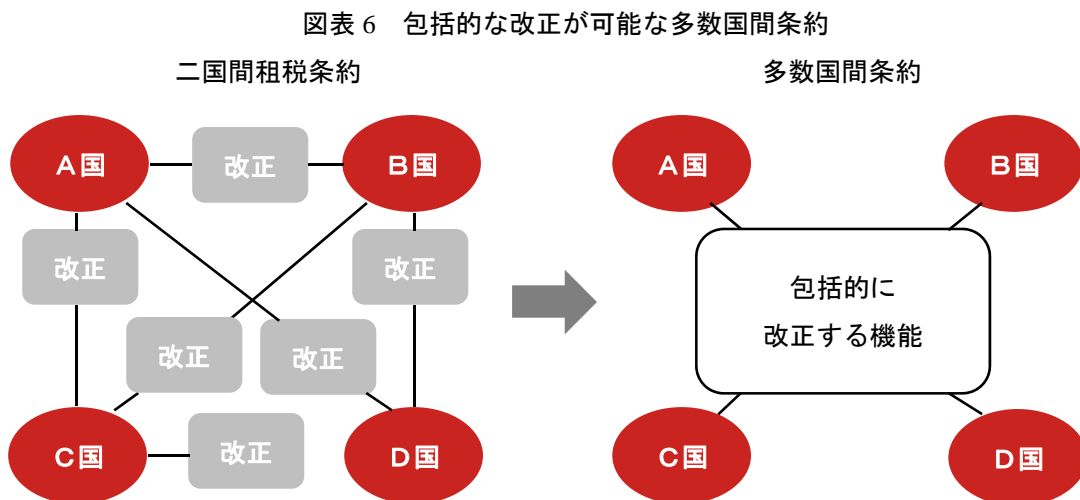 図表 6 包括的な改正が可能な多数国間条約
二国間租税条約
多数国間条約
A国
改正
B国
改正
改正
改正
改正
C国
改正
D国
A国
B国
包括的に
改正する機能
C国
D国